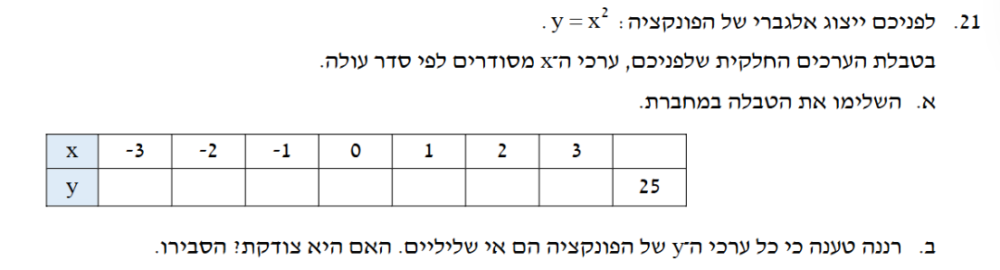 21. לפניכם ייצוג אלגברי של הפונקציה: y = x².
בטבלת הערכים החלקית שלפניכם, ערכי ה־x מסודרים לפי סדר עולה.
א. השלימו את הטבלה במחברת.
x -3 -2 -1 0 1 2 3
y 25
ב. רננה טענה כי כל ערכי ה־y של הפונקציה הם אי שליליים. האם היא צודקת? הסבירו.